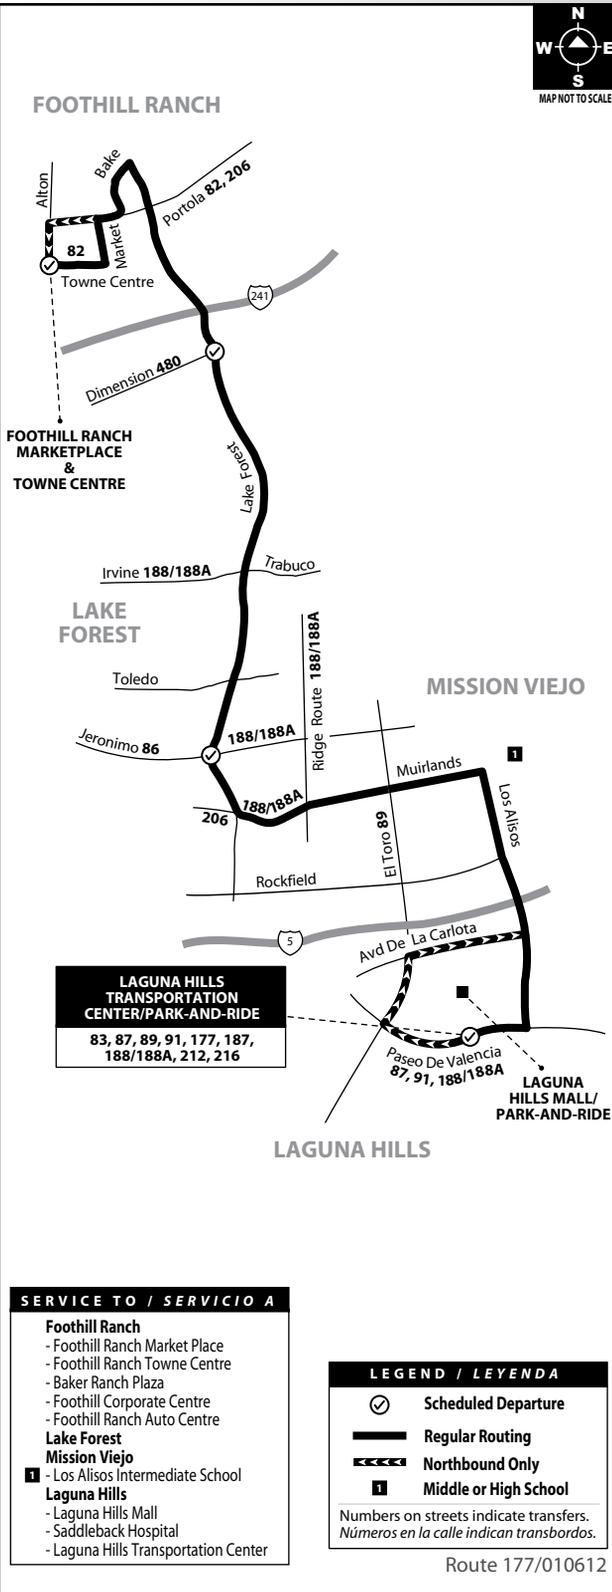 N
W E
S
MAP NOT TO SCALE
FOOTHILL RANCH
Bake
Alton
Portola 82, 206
Market
82
Towne Centre
241
Dimension 480
FOOTHILL RANCH
MARKETPLACE
&
TOWNE CENTRE
Lake Forest
Irvine 188/188A
Trabuco
LAKE
FOREST
Ridge Route 188/188A
Toledo
MISSION VIEJO
Jeronimo 86
188/188A
1
Muirlands
Los Alisos
188/188A
206
El Toro 89
Rockfield
5
Avd De La Carlota
LAGUNA HILLS
TRANSPORTATION
CENTER/PARK-AND-RIDE
83, 87, 89, 91, 177, 187,
188/188A, 212, 216
Paseo De Valencia
87, 91, 188/188A
LAGUNA
HILLS MALL/
PARK-AND-RIDE
LAGUNA HILLS
SERVICE TO / SERVICIO A
Foothill Ranch
- Foothill Ranch Market Place
- Foothill Ranch Towne Centre
- Baker Ranch Plaza
- Foothill Corporate Centre
- Foothill Ranch Auto Centre
Lake Forest
Mission Viejo
1 - Los Alisos Intermediate School
Laguna Hills
- Laguna Hills Mall
- Saddleback Hospital
- Laguna Hills Transportation Center
LEGEND / LEYENDA
Scheduled Departure
Regular Routing
Northbound Only
1 Middle or High School
Numbers on streets indicate transfers.
Números en la calle indican transbordos.
Route 177/010612